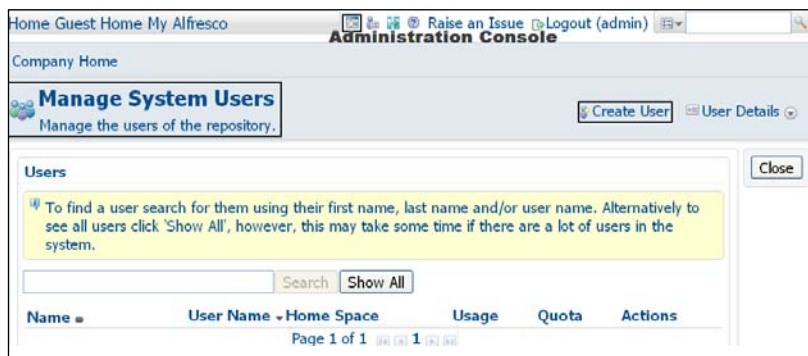 Home Guest Home My Alfresco Raise an Issue Logout (admin)
Administration Console
Company Home
Manage System Users
Manage the users of the repository.
Create User User Details
Users
Close
To find a user search for them using their first name, last name and/or user name. Alternatively to
see all users click 'Show All', however, this may take some time if there are a lot of users in the
system.
Search Show All
Name User Name Home Space Usage Quota Actions
Page 1 of 1 1